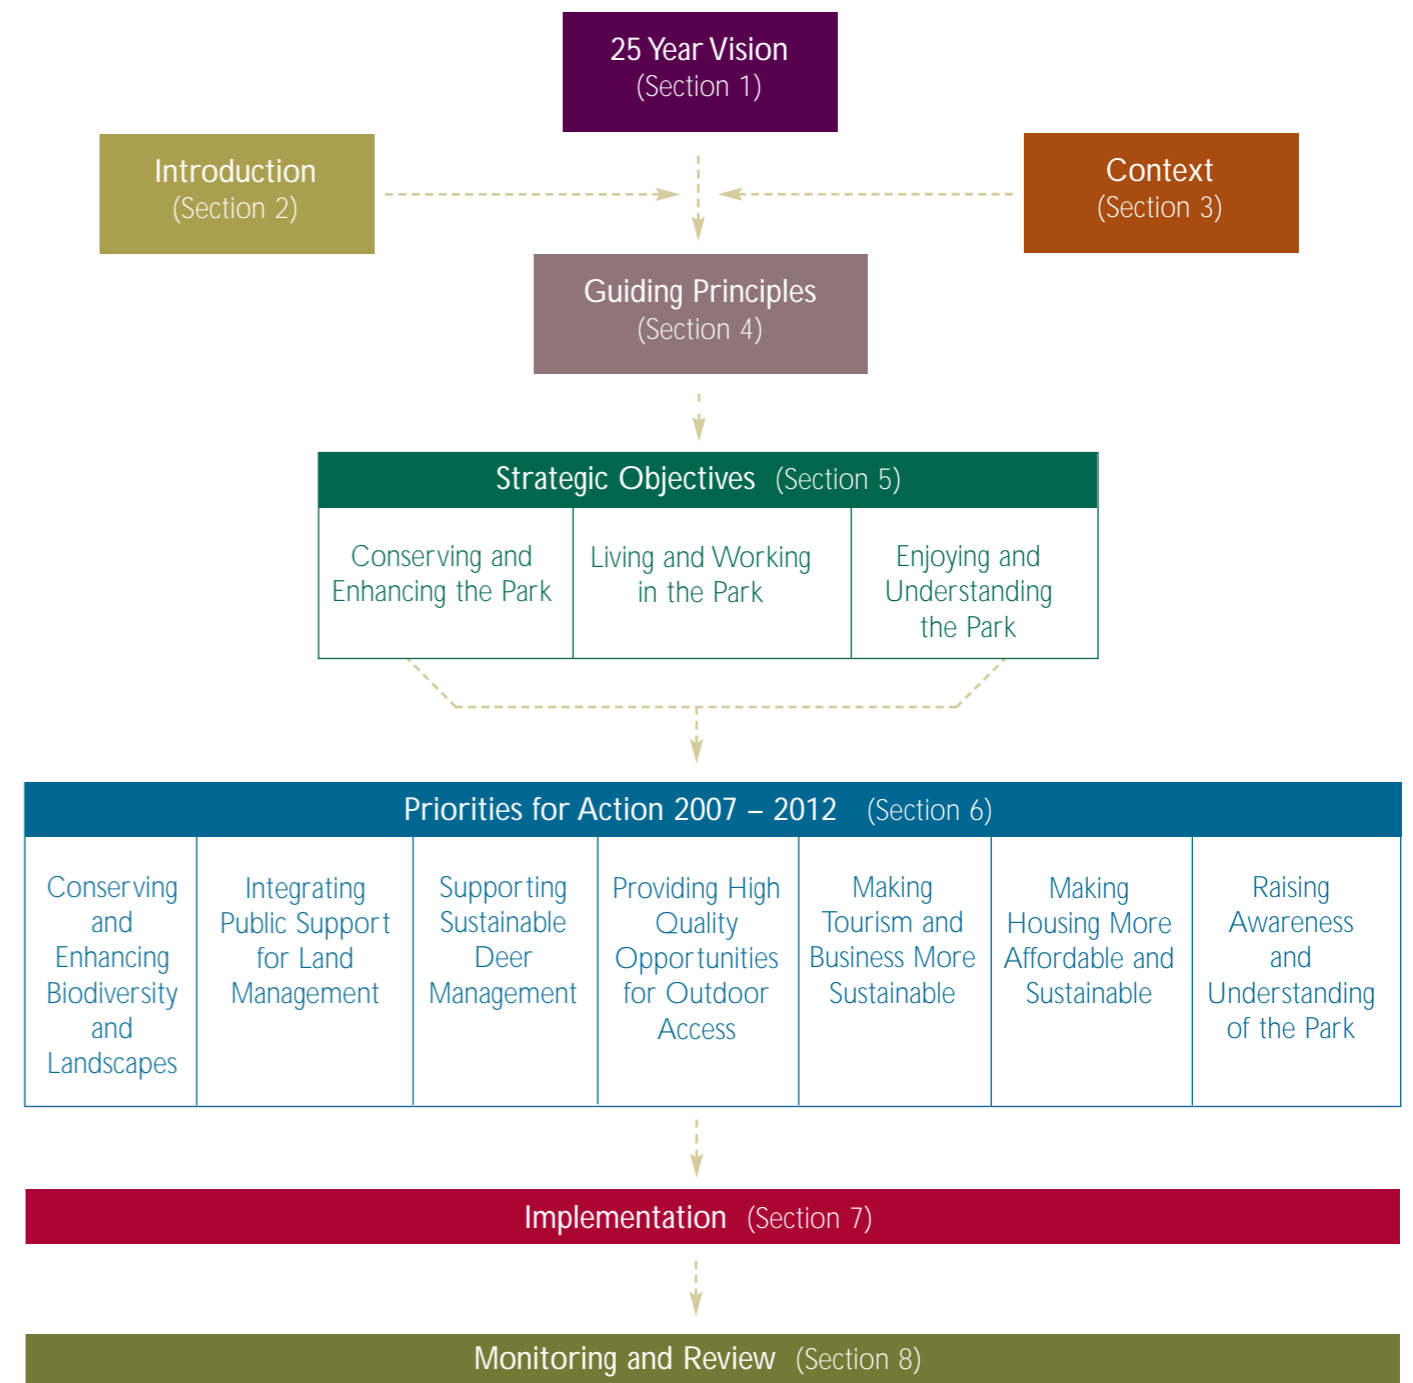 25 Year Vision
(Section 1)
Introduction
(Section 2)
Context
(Section 3)
Guiding Principles
(Section 4)
Strategic Objectives (Section 5)
Conserving and
Enhancing the Park
Living and Working
in the Park
Enjoying and
Understanding
the Park
Priorities for Action 2007 – 2012 (Section 6)
Conserving
and
Enhancing
Biodiversity
and
Landscapes
Integrating
Public Support
for Land
Management
Supporting
Sustainable
Deer
Management
Providing High
Quality
Opportunities
for Outdoor
Access
Making
Tourism and
Business More
Sustainable
Making
Housing More
Affordable and
Sustainable
Raising
Awareness
and
Understanding
of the Park
Implementation (Section 7)
Monitoring and Review (Section 8)